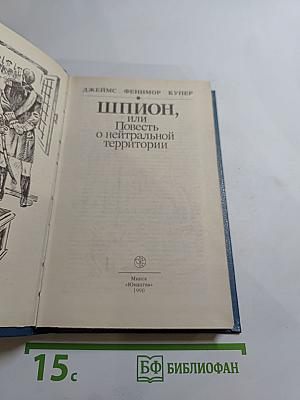 ДЖЕЙМС ФЕНИМОР КУПЕР
ШПИОН,
или
Повесть
о нейтральной
территории
Минск
«Юнацтва»
1990
15с
БФ БИБЛИОФАН